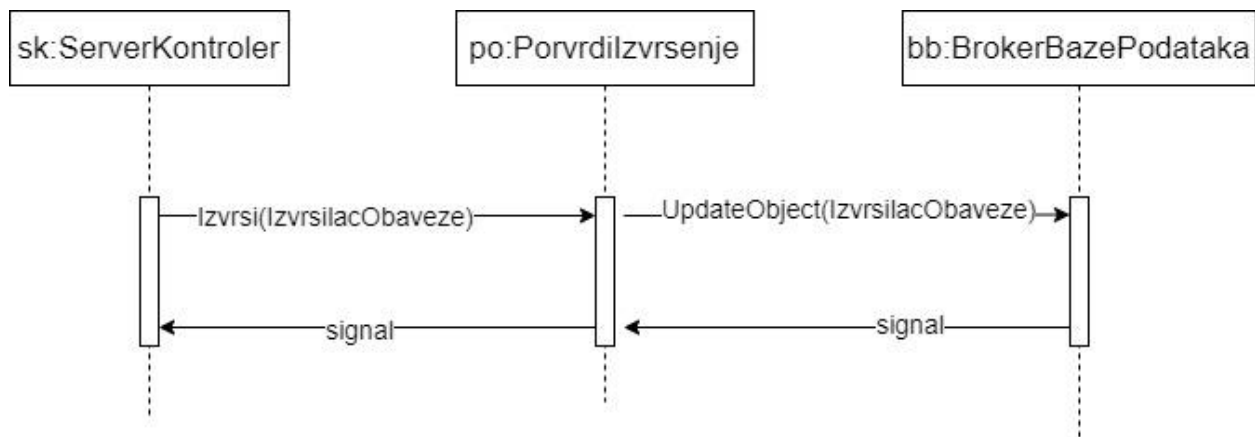 sk:ServerKontroler
po:PorvrdiIzvrsenje
bb:BrokerBazePodataka
Izvrsi(IzvrsilacObaveze)
UpdateObject(IzvrsilacObaveze)
signal
signal